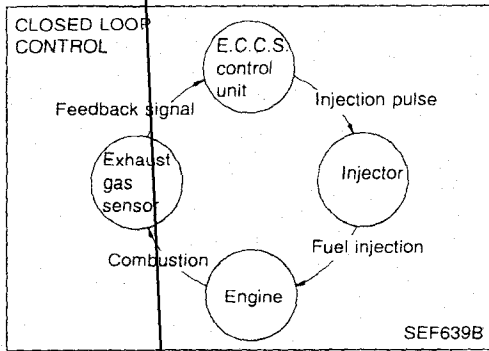 CLOSED LOOP
CONTROL
E.C.C.S.
control
unit
Feedback signal
Injection pulse
Exhaust
gas
sensor
Injector
Combustion
Fuel injection
Engine
SEF639B